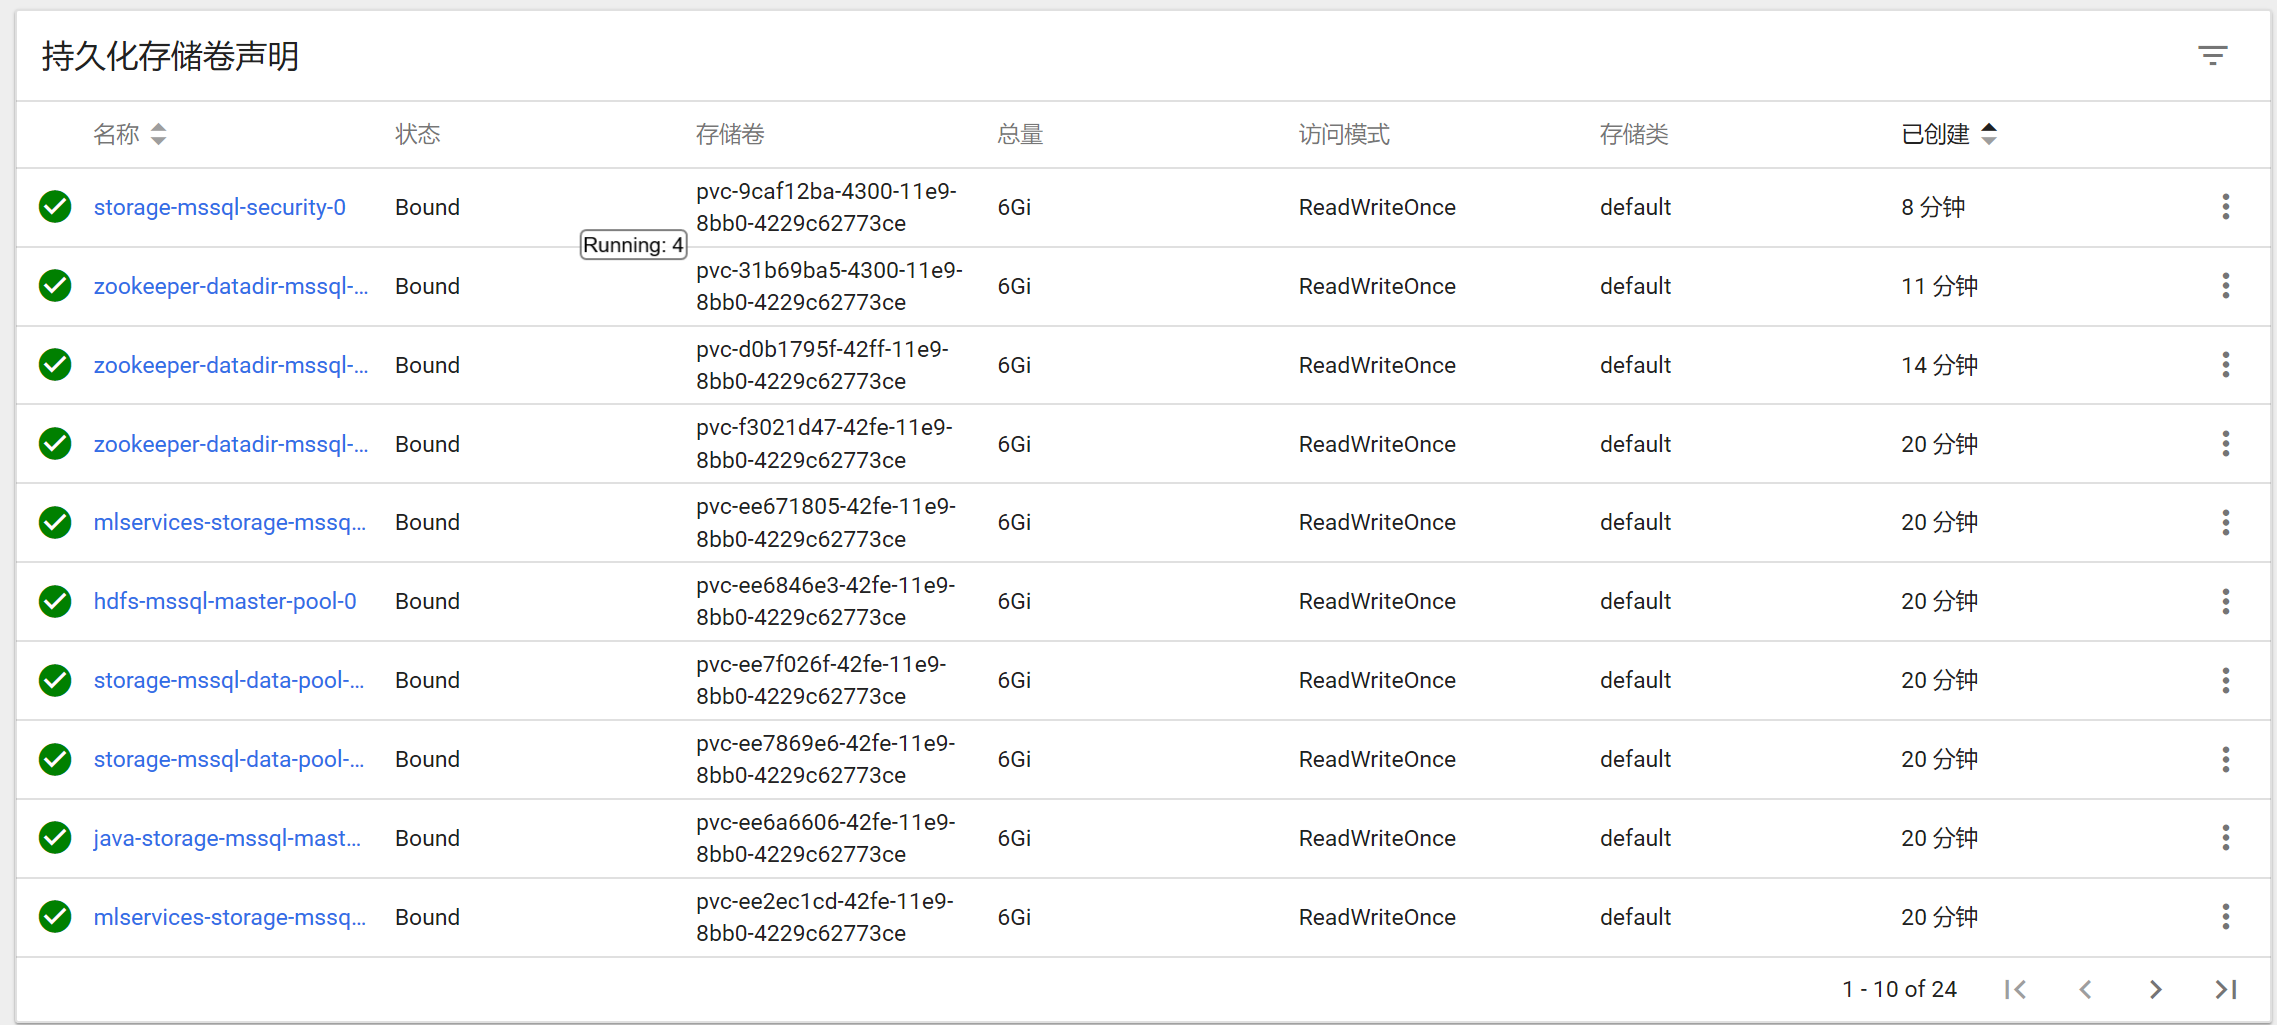 持久化存储卷声明
名称 状态 存储卷 总量 访问模式 存储类 已创建
storage-mssql-security-0 Bound pvc-9caf12ba-4300-11e9-8bb0-4229c62773ce 6Gi ReadWriteOnce default 8 分钟
Running: 4
zookeeper-datadir-mssql-... Bound pvc-31b69ba5-4300-11e9-8bb0-4229c62773ce 6Gi ReadWriteOnce default 11 分钟
zookeeper-datadir-mssql-... Bound pvc-d0b1795f-42ff-11e9-8bb0-4229c62773ce 6Gi ReadWriteOnce default 14 分钟
zookeeper-datadir-mssql-... Bound pvc-f3021d47-42fe-11e9-8bb0-4229c62773ce 6Gi ReadWriteOnce default 20 分钟
mlservices-storage-mssq... Bound pvc-ee671805-42fe-11e9-8bb0-4229c62773ce 6Gi ReadWriteOnce default 20 分钟
hdfs-mssql-master-pool-0 Bound pvc-ee6846e3-42fe-11e9-8bb0-4229c62773ce 6Gi ReadWriteOnce default 20 分钟
storage-mssql-data-pool-... Bound pvc-ee7f026f-42fe-11e9-8bb0-4229c62773ce 6Gi ReadWriteOnce default 20 分钟
storage-mssql-data-pool-... Bound pvc-ee7869e6-42fe-11e9-8bb0-4229c62773ce 6Gi ReadWriteOnce default 20 分钟
java-storage-mssql-mast... Bound pvc-ee6a6606-42fe-11e9-8bb0-4229c62773ce 6Gi ReadWriteOnce default 20 分钟
mlservices-storage-mssq... Bound pvc-ee2ec1cd-42fe-11e9-8bb0-4229c62773ce 6Gi ReadWriteOnce default 20 分钟
1 - 10 of 24